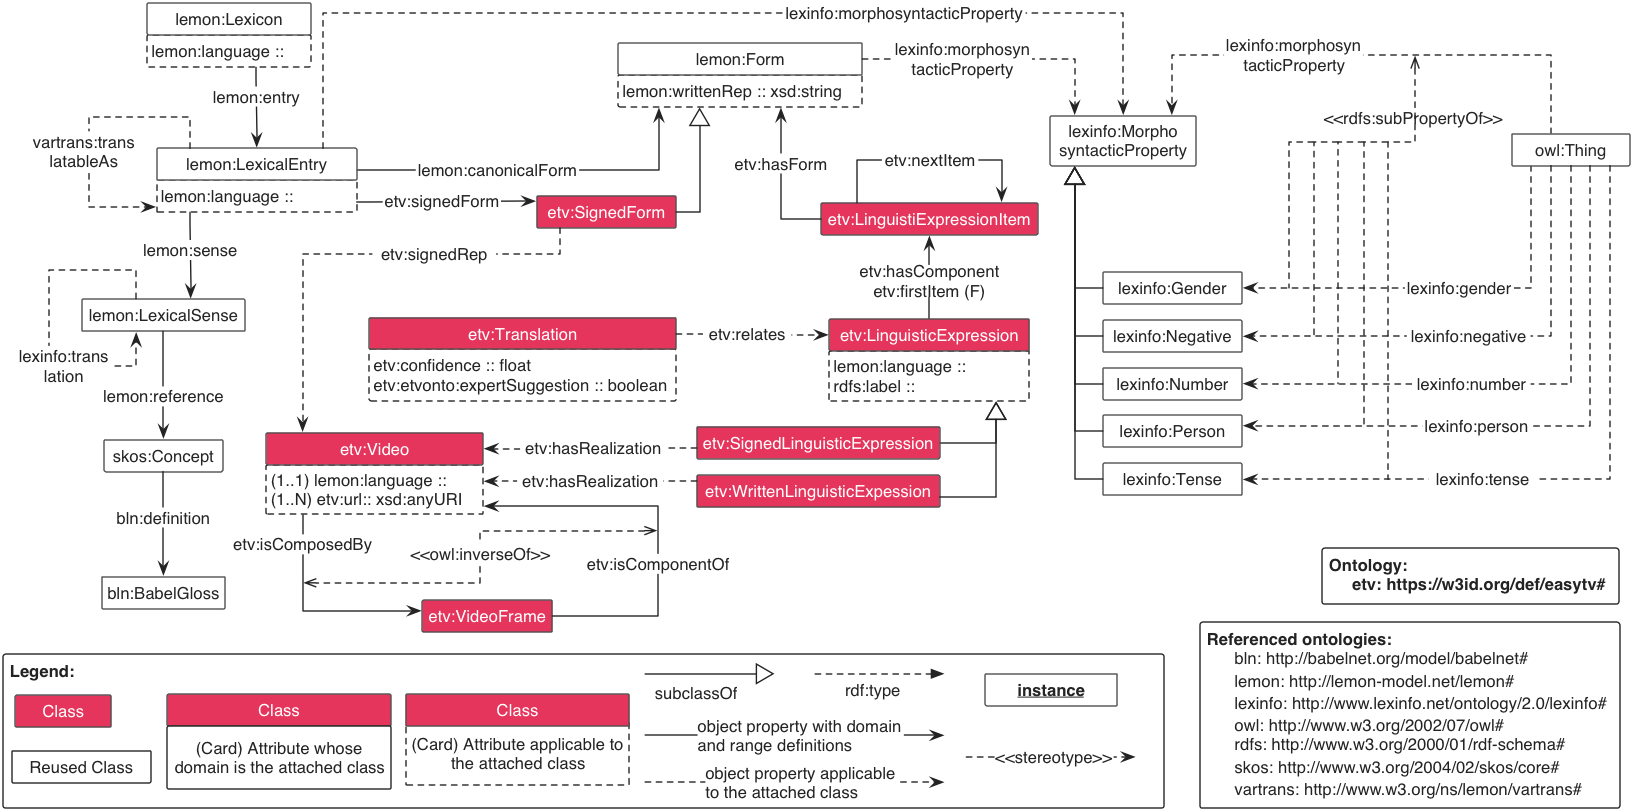 lemon:Lexicon
lemon:language ::
lemon:entry
vartrans:trans
latableAs
lemon:LexicalEntry
lemon:language ::
lemon:sense
lemon:LexicalSense
lexinfo:trans
lation
lemon:reference
skos:Concept
bln:definition
bln:BabelGloss
lexinfo:morphosyntacticProperty
lemon:Form
lemon:writtenRep :: xsd:string
lexinfo:morphosyn
tacticProperty
lemon:canonicalForm
etv:signedForm
etv:SignedForm
etv:signedRep
etv:hasForm
etv:nextItem
etv:LinguistiExpressionItem
etv:hasComponent
etv:firstItem (F)
etv:Translation
etv:confidence :: float
etv:etvonto:expertSuggestion :: boolean
etv:relates
etv:LinguisticExpression
lemon:language ::
rdfs:label ::
etv:Video
(1..1) lemon:language ::
(1..N) etv:url:: xsd:anyURI
etv:hasRealization
etv:SignedLinguisticExpression
etv:hasRealization
etv:WrittenLinguisticExpession
etv:isComposedBy
<<owl:inverseOf>>
etv:isComponentOf
etv:VideoFrame
lexinfo:morphosyn
tacticProperty
<<rdfs:subPropertyOf>>
lexinfo:Morpho
syntacticProperty
owl:Thing
lexinfo:Gender
lexinfo:gender
lexinfo:Negative
lexinfo:negative
lexinfo:Number
lexinfo:number
lexinfo:Person
lexinfo:person
lexinfo:Tense
lexinfo:tense
Ontology:
etv: https://w3id.org/def/easytv#
Referenced ontologies:
bln: http://babelnet.org/model/babelnet#
lemon: http://lemon-model.net/lemon#
lexinfo: http://www.lexinfo.net/ontology/2.0/lexinfo#
owl: http://www.w3.org/2002/07/owl#
rdfs: http://www.w3.org/2000/01/rdf-schema#
skos: http://www.w3.org/2004/02/skos/core#
vartrans: http://www.w3.org/ns/lemon/vartrans#
Legend:
Class
Reused Class
Class
(Card) Attribute whose
domain is the attached class
Class
(Card) Attribute applicable to
the attached class
subclassOf
rdf:type
instance
object property with domain
and range definitions
<<stereotype>>
object property applicable
to the attached class